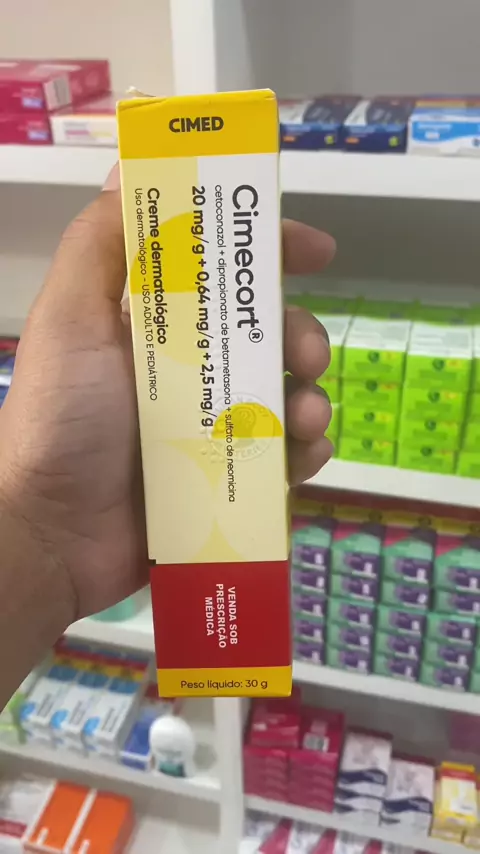 CIMED
Cimecort®
cetoconazol + dipropionato de betametasona + sulfato de neomicina
20 mg/g + 0,64 mg/g + 2,5 mg/g
Creme dermatológico
Uso dermatológico - USO ADULTO E PEDIÁTRICO
VENDA SOB
PRESCRIÇÃO
MÉDICA
Peso líquido: 30 g